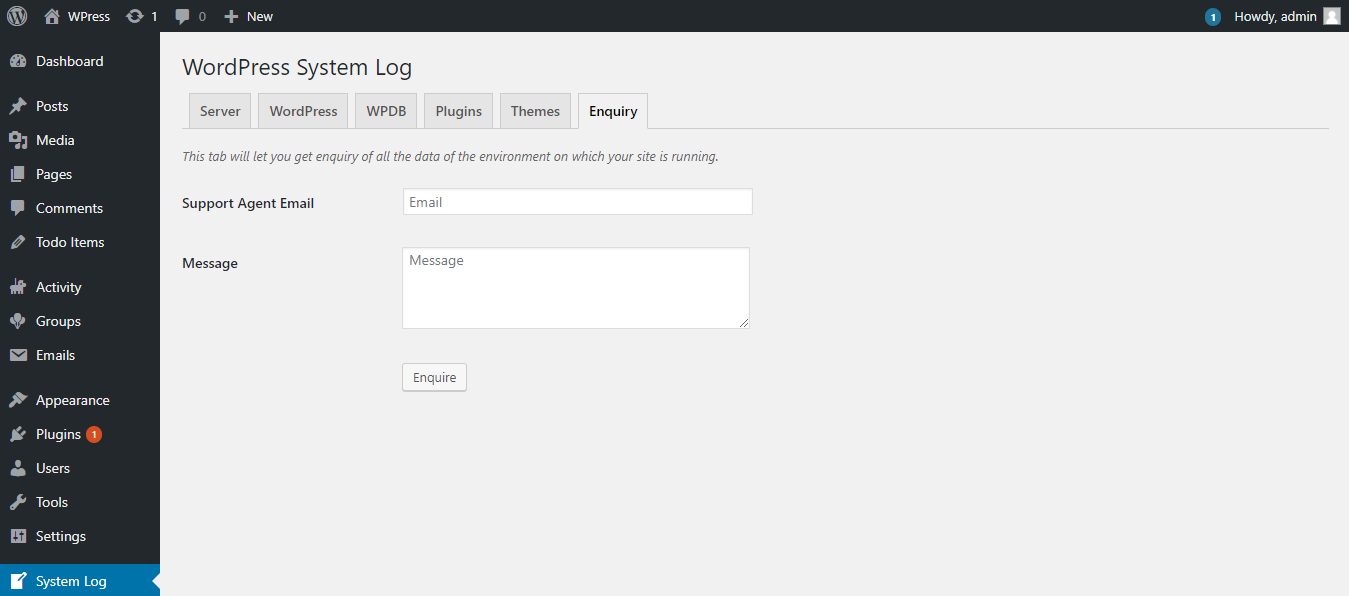 WPress 1 0 New 1 Howdy, admin
Dashboard
Posts
Media
Pages
Comments
Todo Items
Activity
Groups
Emails
Appearance
Plugins 1
Users
Tools
Settings
System Log
WordPress System Log
Server WordPress WPDB Plugins Themes Enquiry
This tab will let you get enquiry of all the data of the environment on which your site is running.
Support Agent Email Email
Message Message
Enquire